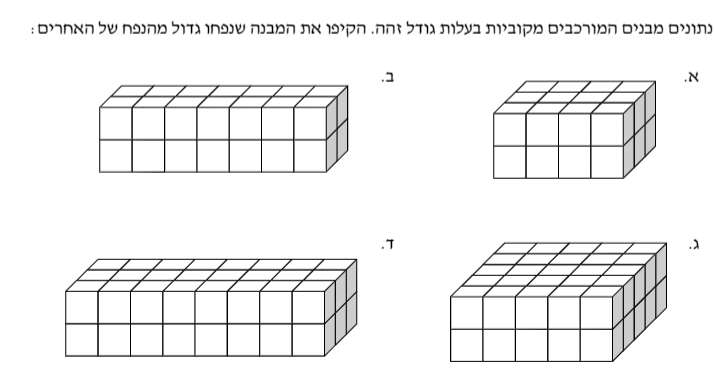 נתונים מבנים המורכבים מקוביות בעלות גודל זהה. הקיפו את המבנה שנפחו גדול מהנפח של האחרים:
א.
ב.
ג.
ד.